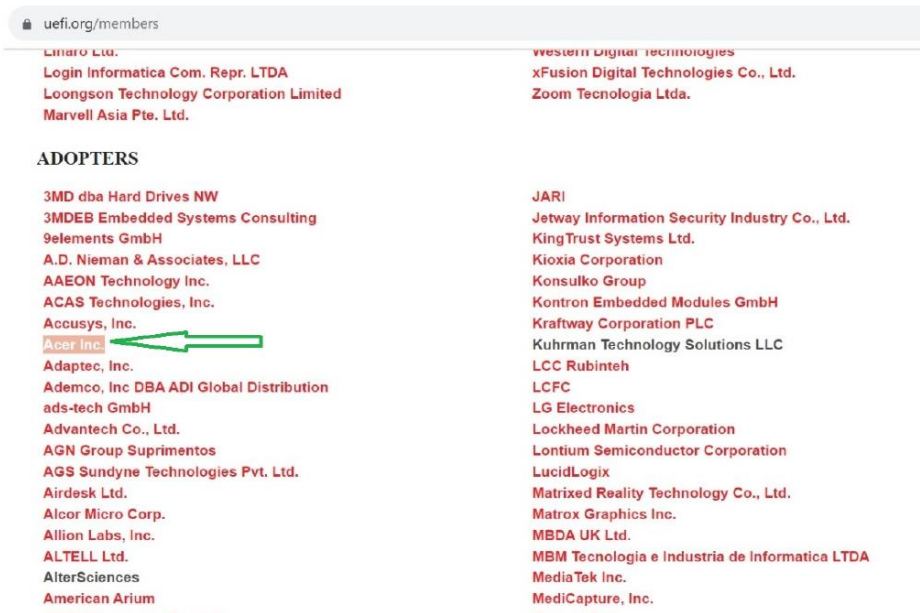 uefi.org/members
Linaro Ltd.
Login Informatica Com. Repr. LTDA
Loongson Technology Corporation Limited
Marvell Asia Pte. Ltd.
Western Digital Technologies
xFusion Digital Technologies Co., Ltd.
Zoom Tecnologia Ltda.
ADOPTERS
3MD dba Hard Drives NW
3MDEB Embedded Systems Consulting
9elements GmbH
A.D. Nieman & Associates, LLC
AAEON Technology Inc.
ACAS Technologies, Inc.
Accusys, Inc.
Acer Inc.
Adaptec, Inc.
Ademco, Inc DBA ADI Global Distribution
ads-tech GmbH
Advantech Co., Ltd.
AGN Group Suprimentos
AGS Sundyne Technologies Pvt. Ltd.
Airdesk Ltd.
Alcor Micro Corp.
Allion Labs, Inc.
ALTELL Ltd.
AlterSciences
American Arium
JARI
Jetway Information Security Industry Co., Ltd.
KingTrust Systems Ltd.
Kioxia Corporation
Konsulko Group
Kontron Embedded Modules GmbH
Kraftway Corporation PLC
Kuhrman Technology Solutions LLC
LCC Rubinteh
LCFC
LG Electronics
Lockheed Martin Corporation
Lontium Semiconductor Corporation
LucidLogix
Matrixed Reality Technology Co., Ltd.
Matrox Graphics Inc.
MBDA UK Ltd.
MBM Tecnologia e Industria de Informatica LTDA
MediaTek Inc.
MediCapture, Inc.